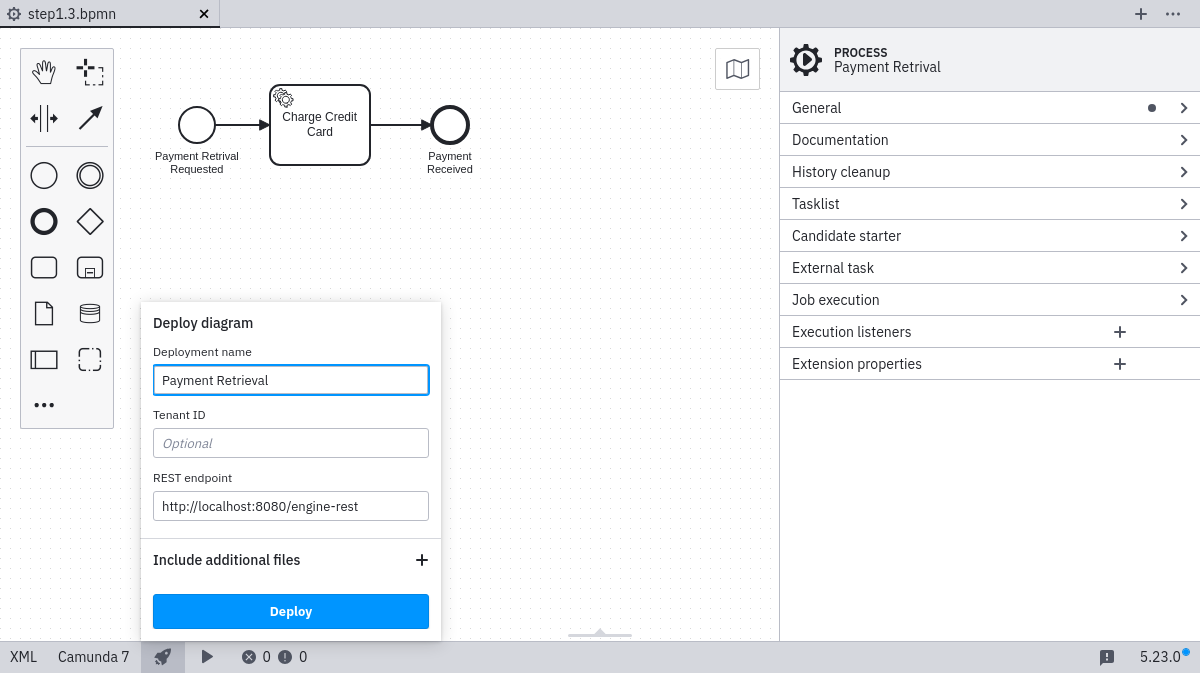 step1.3.bpmn
PROCESS
Payment Retrival
Charge Credit
Card
Payment Retrival
Requested
Payment
Received
General
Documentation
History cleanup
Tasklist
Candidate starter
External task
Job execution
Execution listeners
Extension properties
Deploy diagram
Deployment name
Payment Retrieval
Tenant ID
Optional
REST endpoint
http://localhost:8080/engine-rest
Include additional files
Deploy
XML Camunda 7 0 0 5.23.0